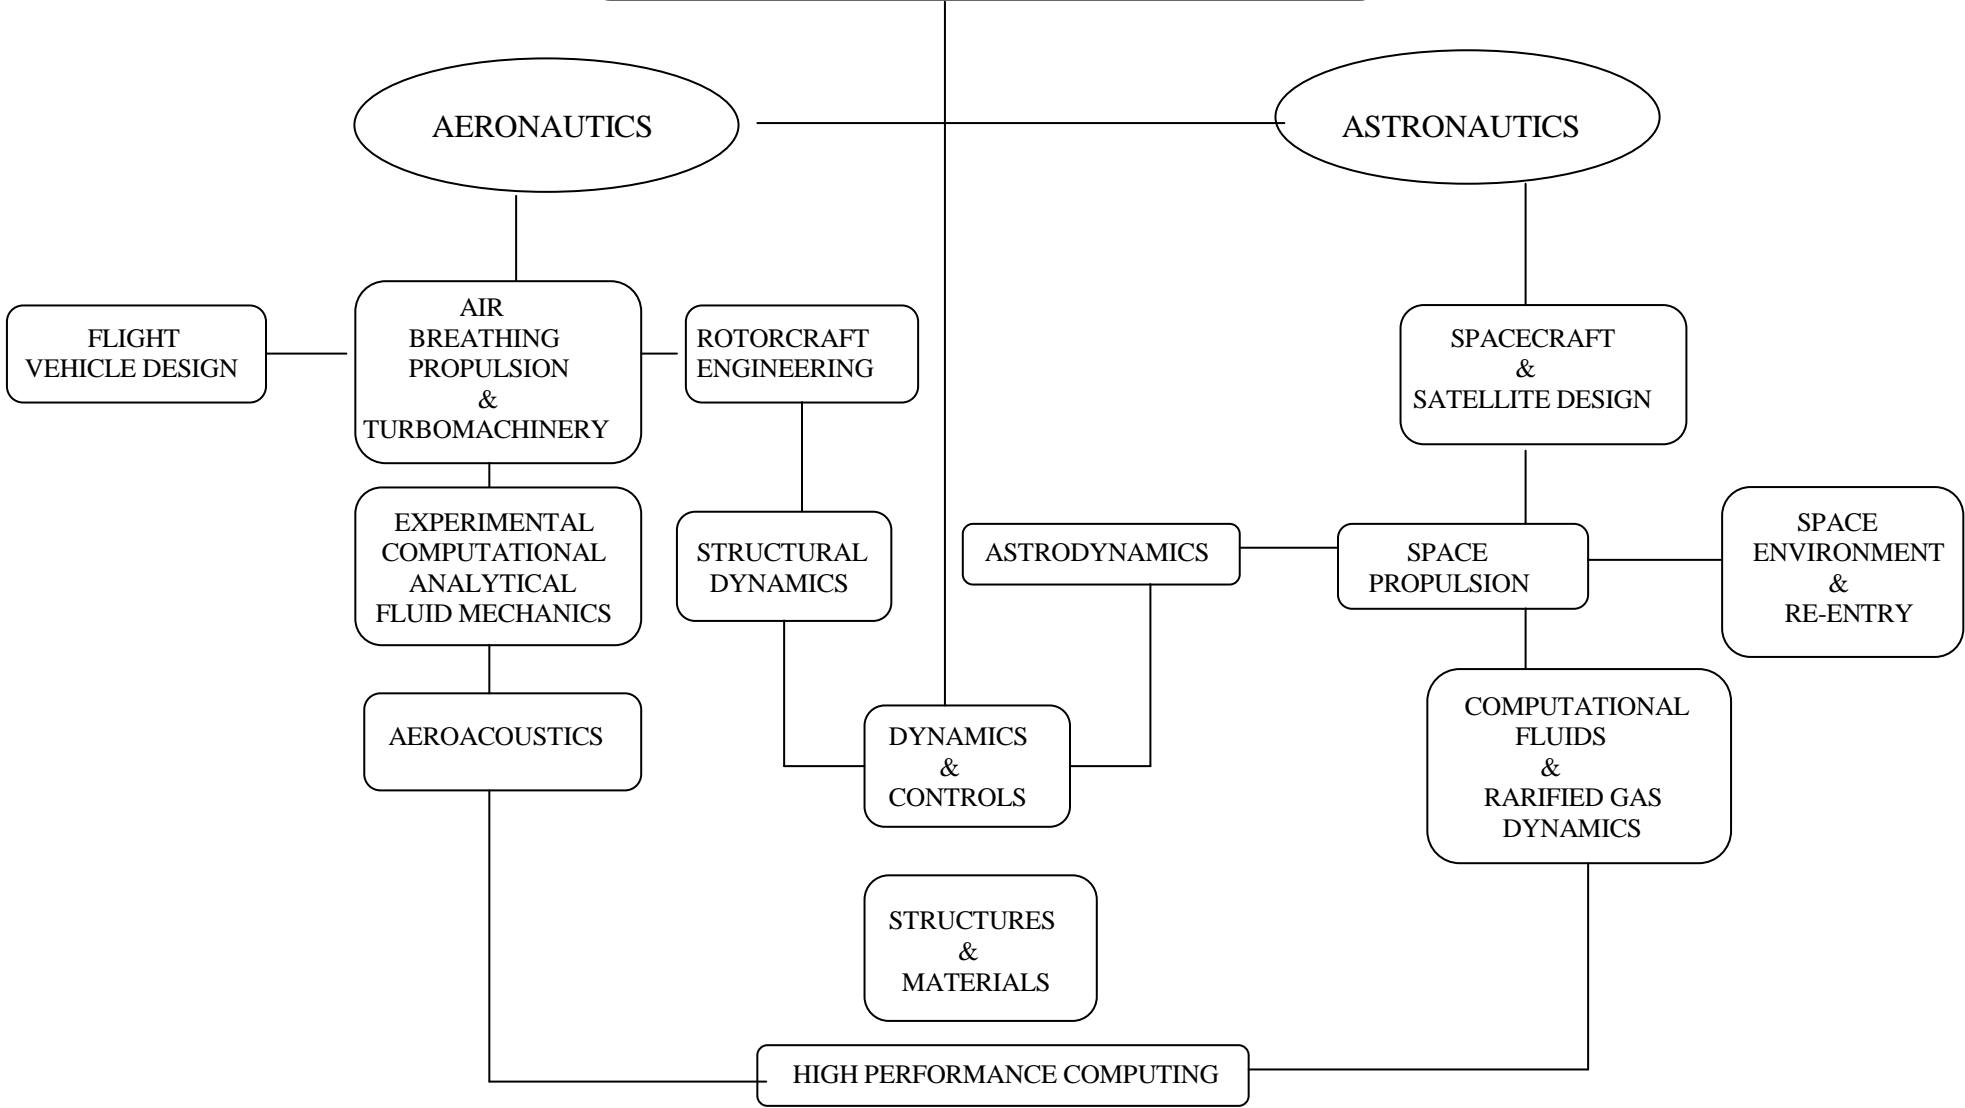 AERONAUTICS
ASTRONAUTICS
FLIGHT
VEHICLE DESIGN
AIR
BREATHING
PROPULSION
&
TURBOMACHINERY
ROTORCRAFT
ENGINEERING
SPACECRAFT
&
SATELLITE DESIGN
EXPERIMENTAL
COMPUTATIONAL
ANALYTICAL
FLUID MECHANICS
STRUCTURAL
DYNAMICS
ASTRODYNAMICS
SPACE
PROPULSION
SPACE
ENVIRONMENT
&
RE-ENTRY
AEROACOUSTICS
DYNAMICS
&
CONTROLS
COMPUTATIONAL
FLUIDS
&
RARIFIED GAS
DYNAMICS
STRUCTURES
&
MATERIALS
HIGH PERFORMANCE COMPUTING